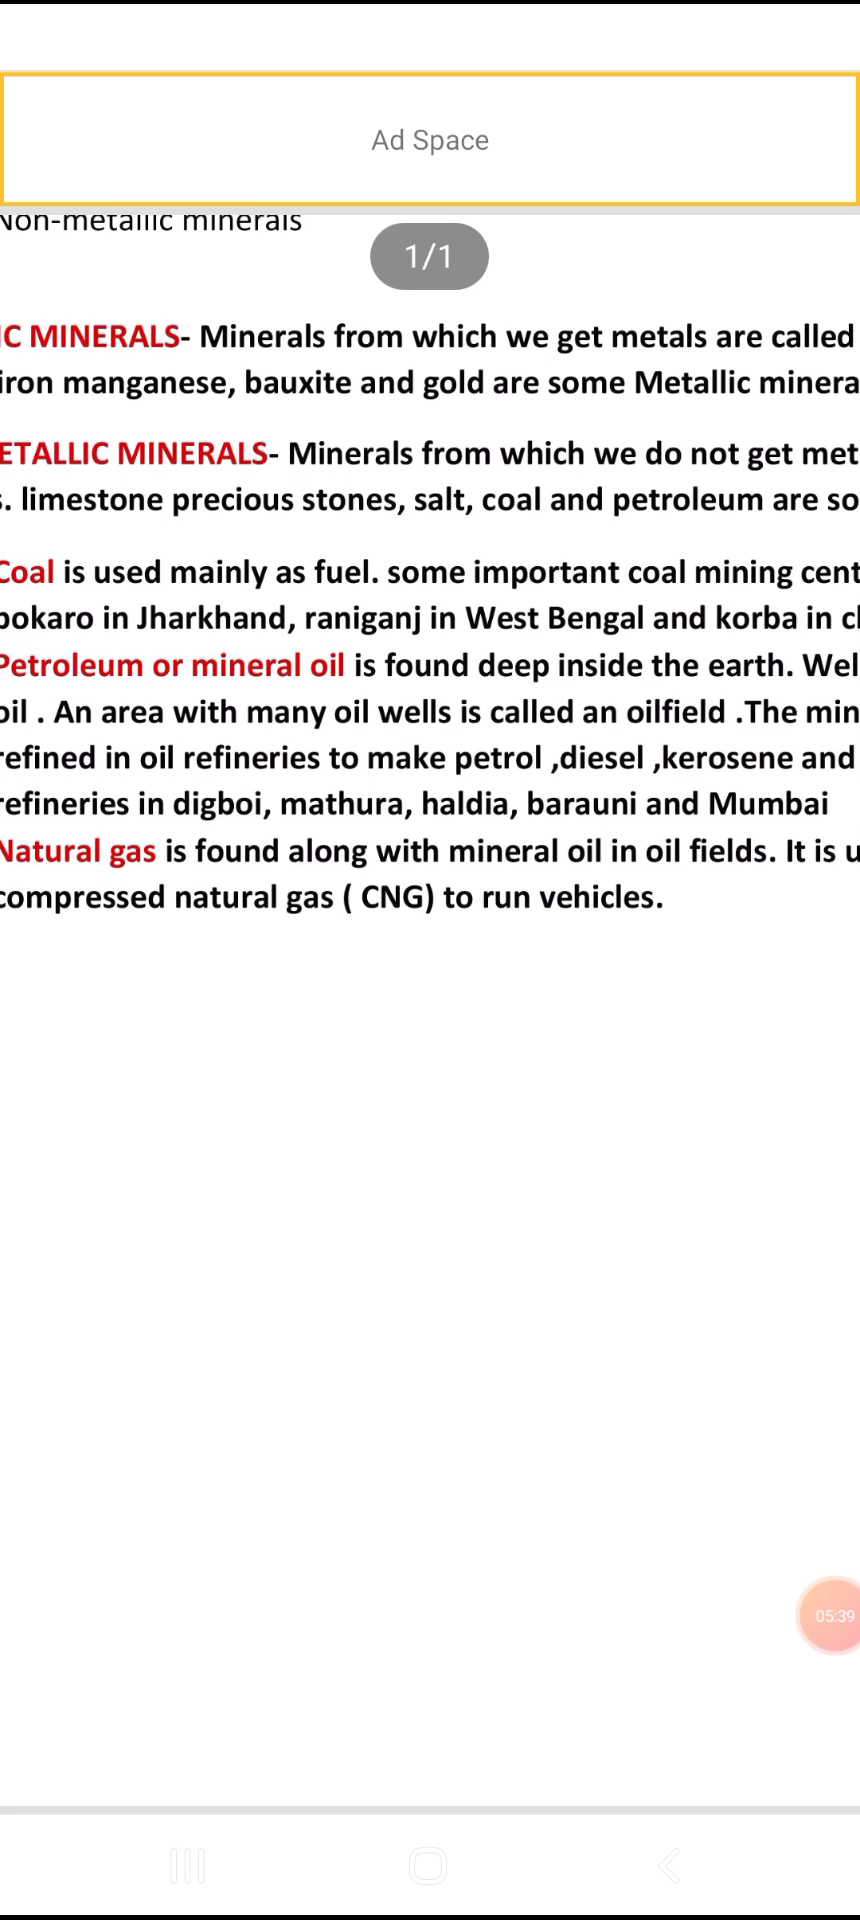 Ad Space
Non-metallic minerals
1/1
IC MINERALS- Minerals from which we get metals are called
iron manganese, bauxite and gold are some Metallic minera
ETALLIC MINERALS- Minerals from which we do not get met
s. limestone precious stones, salt, coal and petroleum are so
Coal is used mainly as fuel. some important coal mining cent
bokaro in Jharkhand, raniganj in West Bengal and korba in cl
Petroleum or mineral oil is found deep inside the earth. Wel
oil . An area with many oil wells is called an oilfield .The min
refined in oil refineries to make petrol ,diesel ,kerosene and
refineries in digboi, mathura, haldia, barauni and Mumbai
Natural gas is found along with mineral oil in oil fields. It is u
compressed natural gas ( CNG) to run vehicles.
05:39